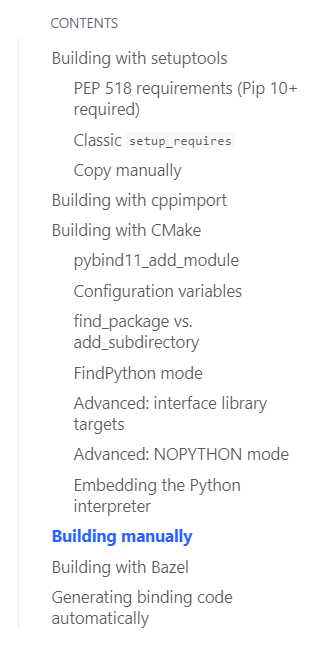 CONTENTS
Building with setuptools
PEP 518 requirements (Pip 10+
required)
Classic setup_requires
Copy manually
Building with cppimport
Building with CMake
pybind11_add_module
Configuration variables
find_package vs.
add_subdirectory
FindPython mode
Advanced: interface library
targets
Advanced: NOPYTHON mode
Embedding the Python
interpreter
Building manually
Building with Bazel
Generating binding code
automatically